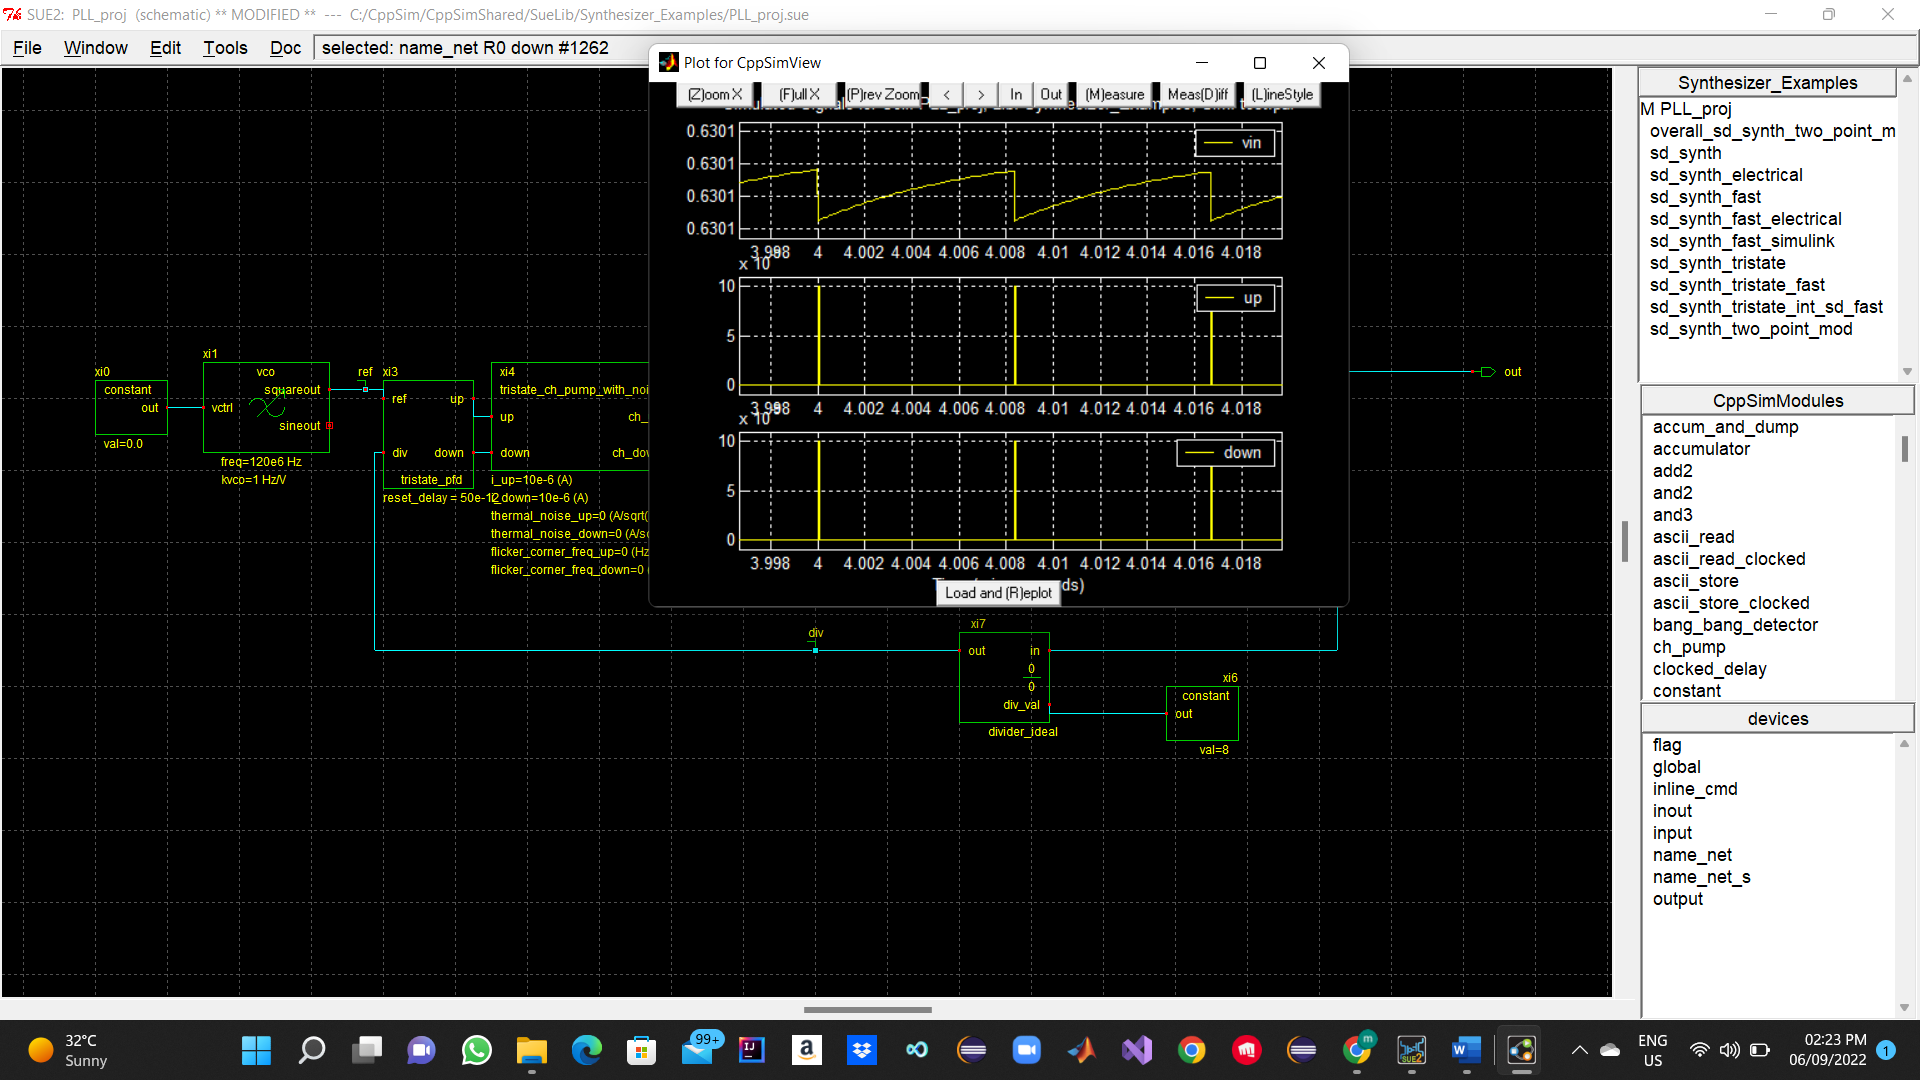 SUE2: PLL_proj (schematic) ** MODIFIED ** --- C:/CppSim/CppSimShared/SueLib/Synthesizer_Examples/PLL_proj.sue
File Window Edit Tools Doc selected: name_net R0 down #1262
Plot for CppSimView
(Z)oom X (F)ull X (P)rev Zoom < > In Out (M)easure Meas(D)iff (L)ineStyle
0.6301
0.6301
0.6301
0.6301
vin
3.998 4 4.002 4.004 4.006 4.008 4.01 4.012 4.014 4.016 4.018
x 10
10
5
0
up
3.998 4 4.002 4.004 4.006 4.008 4.01 4.012 4.014 4.016 4.018
x 10
10
5
0
down
3.998 4 4.002 4.004 4.006 4.008 4.01 4.012 4.014 4.016 4.018
Load and (R)eplot
xi0
constant
out
val=0.0
xi1
vco
squareout
vctrl
sineout
freq=120e6 Hz
kvco=1 Hz/V
ref
xi3
ref up
div down
tristate_pfd
reset_delay = 50e-12
xi4
tristate_ch_pump_with_noi
up ch_
down ch_dow
i_up=10e-6 (A)
i_down=10e-6 (A)
thermal_noise_up=0 (A/sqrt(
thermal_noise_down=0 (A/sq
flicker_corner_freq_up=0 (Hz
flicker_corner_freq_down=0 (
out
div
xi7
out in
0
0
div_val
divider_ideal
xi6
constant
out
val=8
Synthesizer_Examples
M PLL_proj
overall_sd_synth_two_point_m
sd_synth
sd_synth_electrical
sd_synth_fast
sd_synth_fast_electrical
sd_synth_fast_simulink
sd_synth_tristate
sd_synth_tristate_fast
sd_synth_tristate_int_sd_fast
sd_synth_two_point_mod
CppSimModules
accum_and_dump
accumulator
add2
and2
and3
ascii_read
ascii_read_clocked
ascii_store
ascii_store_clocked
bang_bang_detector
ch_pump
clocked_delay
constant
devices
flag
global
inline_cmd
inout
input
name_net
name_net_s
output
32°C
Sunny
99+
ENG
US
02:23 PM
06/09/2022
1